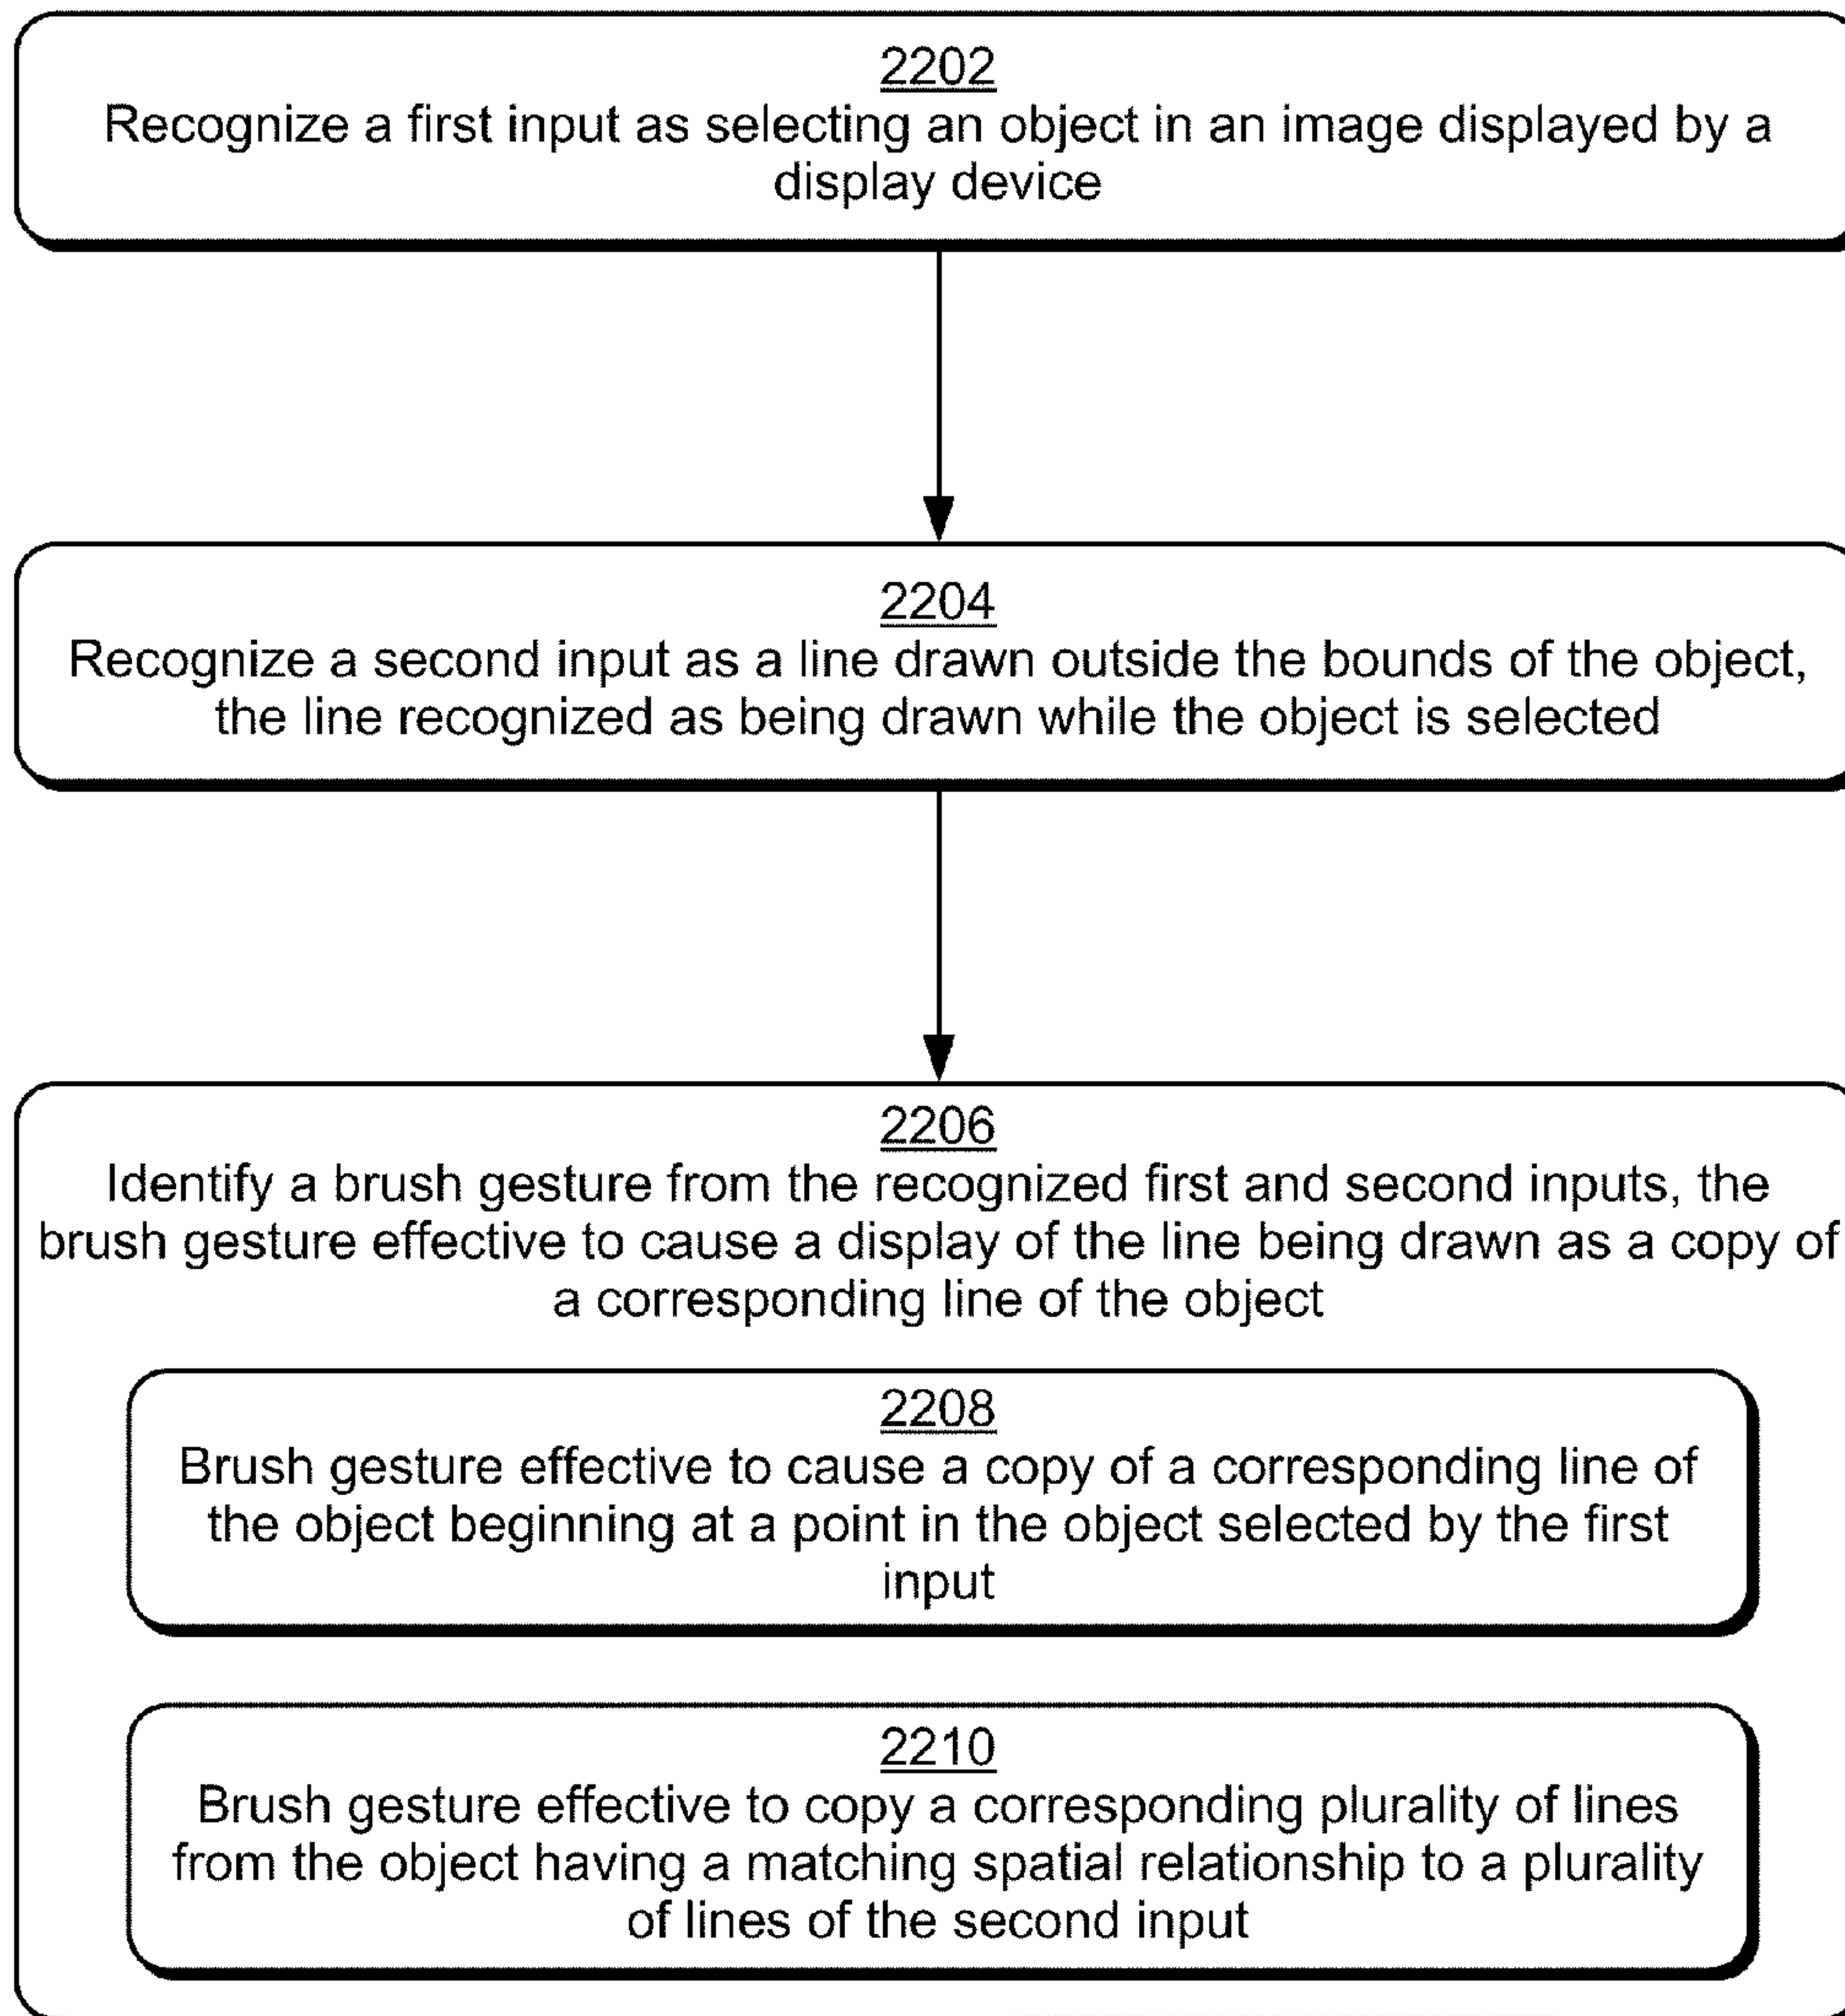 2202
Recognize a first input as selecting an object in an image displayed by a
display device
2204
Recognize a second input as a line drawn outside the bounds of the object,
the line recognized as being drawn while the object is selected
2206
Identify a brush gesture from the recognized first and second inputs, the
brush gesture effective to cause a display of the line being drawn as a copy of
a corresponding line of the object
2208
Brush gesture effective to cause a copy of a corresponding line of
the object beginning at a point in the object selected by the first
input
2210
Brush gesture effective to copy a corresponding plurality of lines
from the object having a matching spatial relationship to a plurality
of lines of the second input